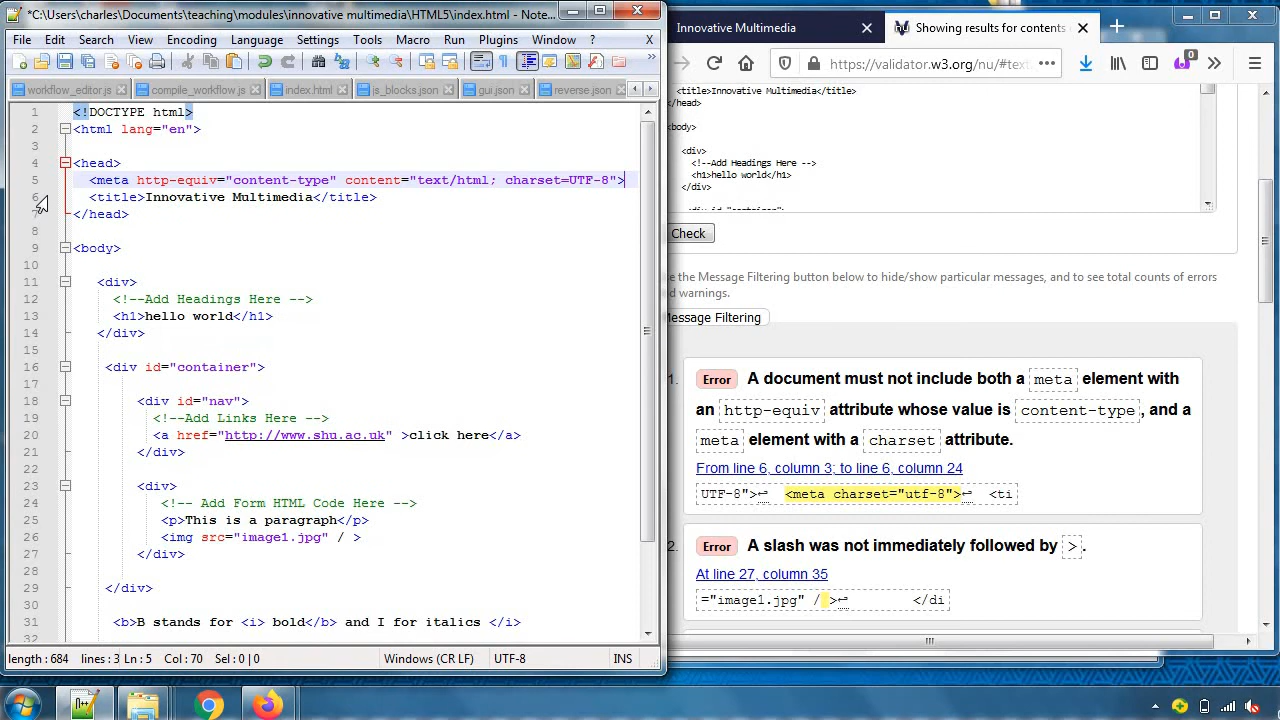 *C:\Users\charles\Documents\teaching\modules\innovative multimedia\HTML5\index.html - Note...
File Edit Search View Encoding Language Settings Tools Macro Run Plugins Window ? X
workflow_editor.js compile_workflow.js index.html js_blocks.json gui.json reverse.json
1 <!DOCTYPE html>
2 <html lang="en">
3
4 <head>
5 <meta http-equiv="content-type" content="text/html; charset=UTF-8">
6 <title>Innovative Multimedia</title>
7 </head>
8
9 <body>
10
11 <div>
12 <!--Add Headings Here -->
13 <h1>hello world</h1>
14 </div>
15
16 <div id="container">
17
18 <div id="nav">
19 <!--Add Links Here -->
20 <a href="http://www.shu.ac.uk" >click here</a>
21 </div>
22
23 <div>
24 <!-- Add Form HTML Code Here -->
25 <p>This is a paragraph</p>
26 <img src="image1.jpg" / >
27 </div>
28
29 </div>
30
31 <b>B stands for <i> bold</b> and I for italics </i>
32
length : 684 lines : 3 Ln : 5 Col : 70 Sel : 0 | 0 Windows (CR LF) UTF-8 INS
Innovative Multimedia
Showing results for contents
https://validator.w3.org/nu/#text
0
<title>Innovative Multimedia</title>
</head>
<body>
<div>
<!--Add Headings Here -->
<h1>hello world</h1>
</div>
<div id="container">
Check
e the Message Filtering button below to hide/show particular messages, and to see total counts of errors
d warnings.
Message Filtering
1. Error A document must not include both a meta element with
an http-equiv attribute whose value is content-type, and a
meta element with a charset attribute.
From line 6, column 3; to line 6, column 24
UTF-8">↩ <meta charset="utf-8">↩ <ti
2. Error A slash was not immediately followed by >.
At line 27, column 35
="image1.jpg" / >↩ </di